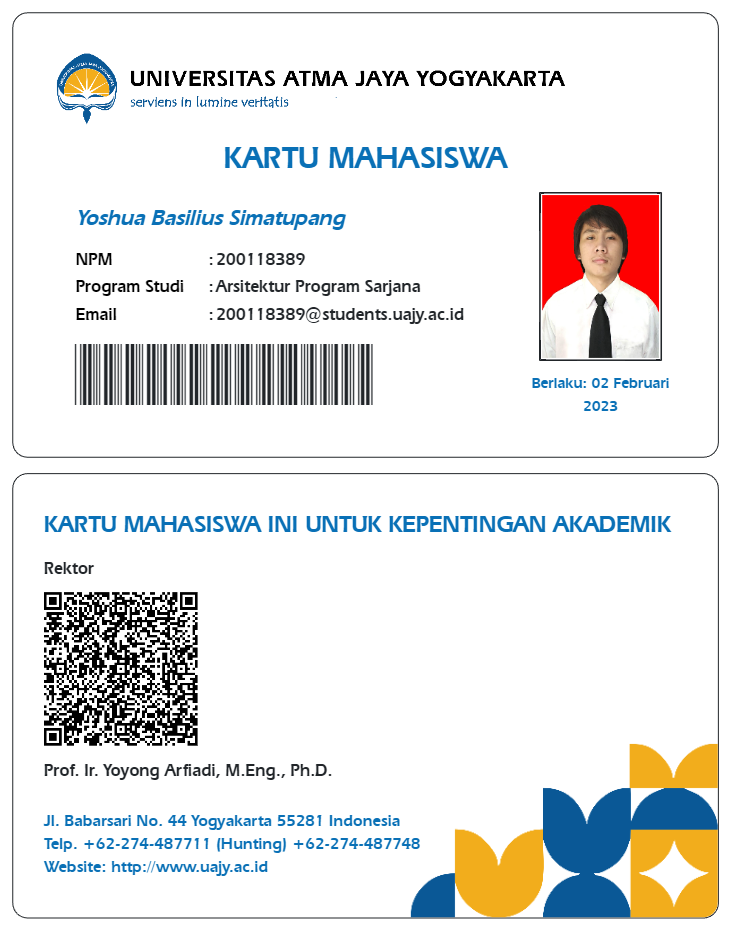 UNIVERSITAS ATMA JAYA YOGYAKARTA
serviens in lumine veritatis
KARTU MAHASISWA
Yoshua Basilius Simatupang
NPM : 200118389
Program Studi : Arsitektur Program Sarjana
Email : 200118389@students.uajy.ac.id
Berlaku: 02 Februari
2023
KARTU MAHASISWA INI UNTUK KEPENTINGAN AKADEMIK
Rektor
Prof. Ir. Yoyong Arfiadi, M.Eng., Ph.D.
Jl. Babarsari No. 44 Yogyakarta 55281 Indonesia
Telp. +62-274-487711 (Hunting) +62-274-487748
Website: http://www.uajy.ac.id